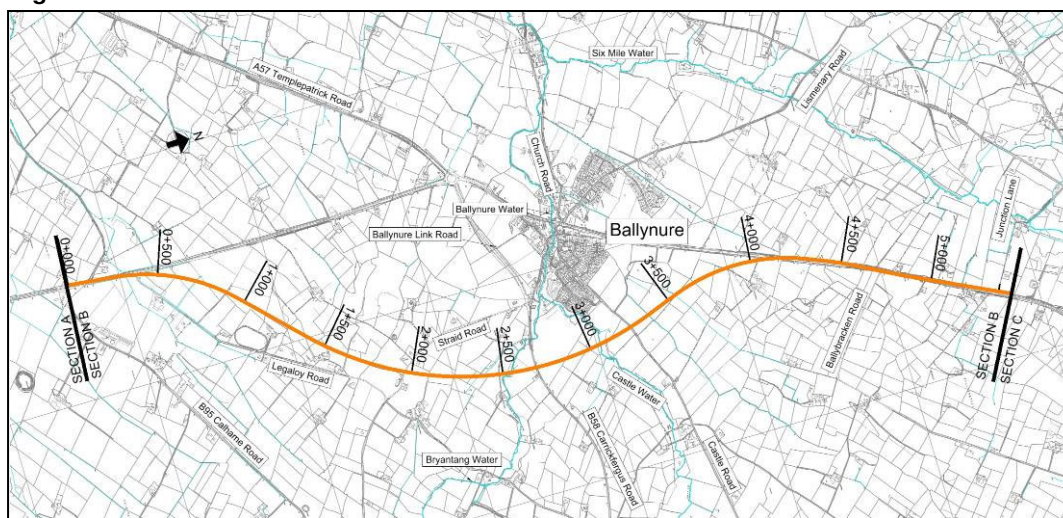 Six Mile Water
A57 Templepatrick Road
Lismenary Road
N
Church Road
Junction Lane
Ballynure Water
Ballynure
Ballynure Link Road
0+000
0+500
1+000
1+500
2+000
2+500
3+000
3+500
4+000
4+500
5+000
SECTION A
SECTION B
Straid Road
Legaloy Road
Ballybracken Road
SECTION B
SECTION C
Castle Water
B95 Calhame Road
B58 Carrickfergus Road
Castle Road
Bryantang Water